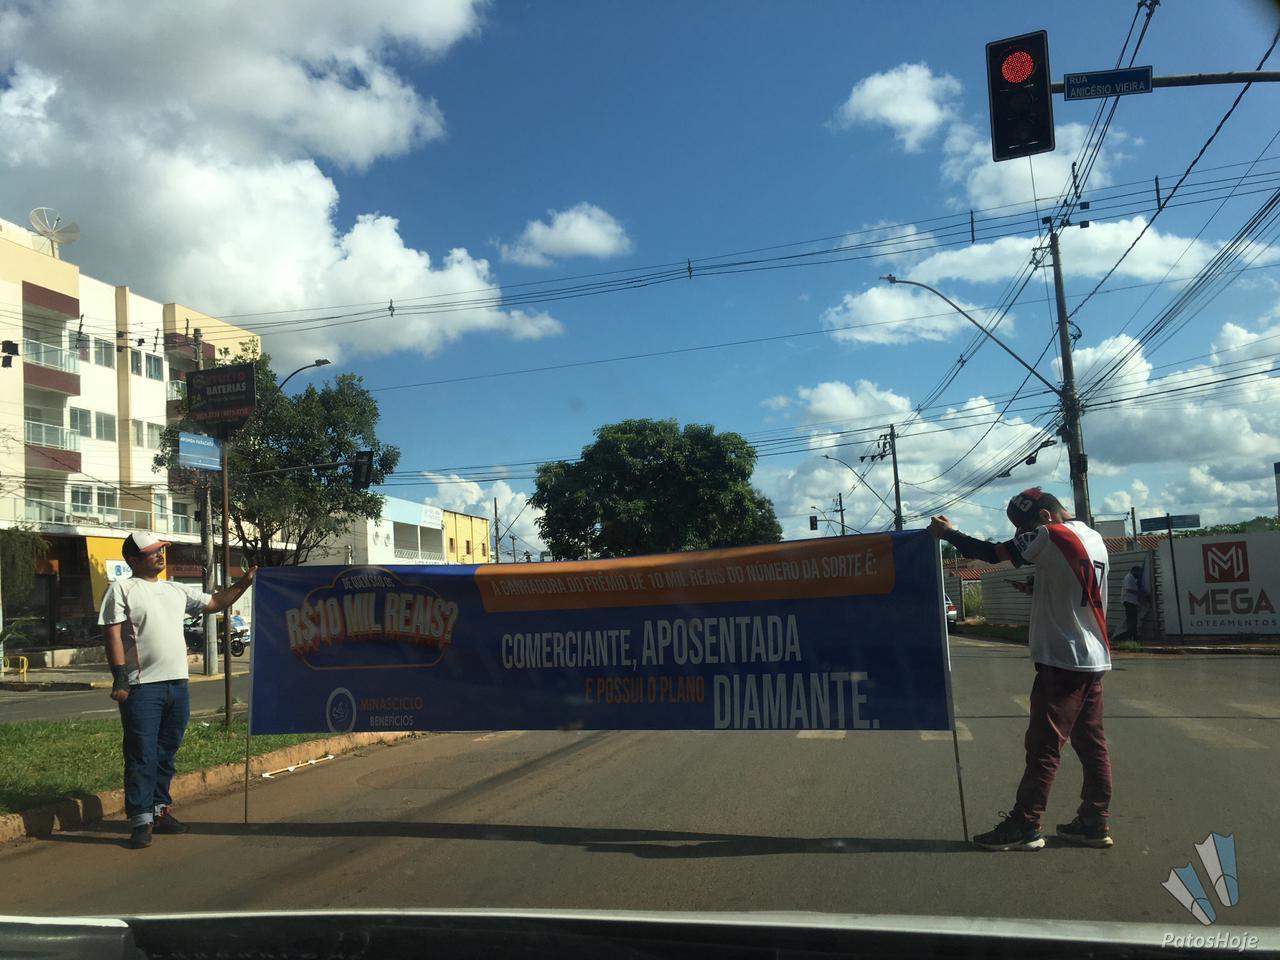 RUA
ANICÉSIO VIEIRA
BATERIAS
A GANHADORA DO PRÊMIO DE 10 MIL REAIS DO NÚMERO DA SORTE É:
R$10 MIL REAIS?
COMERCIANTE, APOSENTADA
E POSSUI O PLANO DIAMANTE.
MINASCICLO
BENEFÍCIOS
M
MEGA
LOTEAMENTOS
PatosHoje